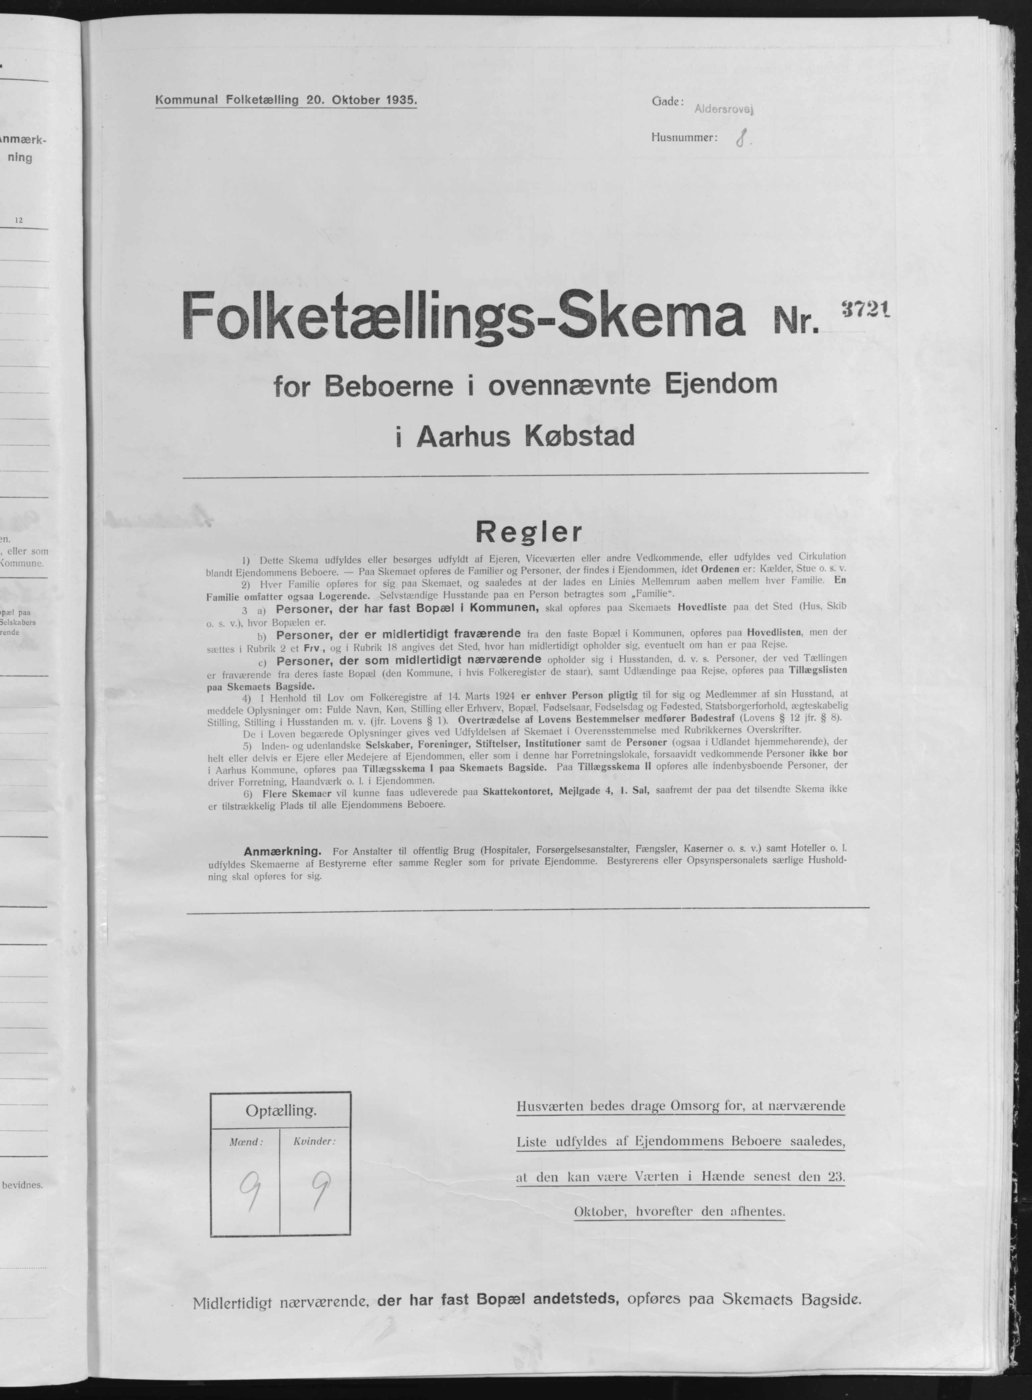 Anmærk-
ning
12
en.
, eller som
Kommune.
opæl paa
Selskabers
rende
bevidnes.
Kommunal Folketælling 20. Oktober 1935.
Gade: Aldersrovej
Husnummer: 8.
Folketællings-Skema Nr. 3721
for Beboerne i ovennævnte Ejendom
i Aarhus Købstad
Regler
1) Dette Skema udfyldes eller besørges udfyldt af Ejeren, Viceværten eller andre Vedkommende, eller udfyldes ved Cirkulation
blandt Ejendommens Beboere. — Paa Skemaet opføres de Familier og Personer, der findes i Ejendommen, idet Ordenen er: Kælder, Stue o. s. v.
2) Hver Familie opføres for sig paa Skemaet, og saaledes at der lades en Linies Mellemrum aaben mellem hver Familie. En
Familie omfatter ogsaa Logerende. Selvstændige Husstande paa en Person betragtes som „Familie“.
3 a) Personer, der har fast Bopæl i Kommunen, skal opføres paa Skemaets Hovedliste paa det Sted (Hus, Skib
o. s. v.), hvor Bopælen er.
b) Personer, der er midlertidigt fraværende fra den faste Bopæl i Kommunen, opføres paa Hovedlisten, men der
sættes i Rubrik 2 et Frv., og i Rubrik 18 angives det Sted, hvor han midlertidigt opholder sig, eventuelt om han er paa Rejse.
c) Personer, der som midlertidigt nærværende opholder sig i Husstanden, d. v. s. Personer, der ved Tællingen
er fraværende fra deres faste Bopæl (den Kommune, i hvis Folkeregister de staar), samt Udlændinge paa Rejse, opføres paa Tillægslisten
paa Skemaets Bagside.
4) I Henhold til Lov om Folkeregistre af 14. Marts 1924 er enhver Person pligtig til for sig og Medlemmer af sin Husstand, at
meddele Oplysninger om: Fulde Navn, Køn, Stilling eller Erhverv, Bopæl, Fødselsaar, Fødselsdag og Fødested, Statsborgerforhold, ægteskabelig
Stilling, Stilling i Husstanden m. v. (jfr. Lovens § 1). Overtrædelse af Lovens Bestemmelser medfører Bødestraf (Lovens § 12 jfr. § 8).
De i Loven begærede Oplysninger gives ved Udfyldelsen af Skemaet i Overensstemmelse med Rubrikkernes Overskrifter.
5) Inden- og udenlandske Selskaber, Foreninger, Stiftelser, Institutioner samt de Personer (ogsaa i Udlandet hjemmehørende), der
helt eller delvis er Ejere eller Medejere af Ejendommen, eller som i denne har Forretningslokale, forsaavidt vedkommende Personer ikke bor
i Aarhus Kommune, opføres paa Tillægsskema I paa Skemaets Bagside. Paa Tillægsskema II opføres alle indenbysboende Personer, der
driver Forretning, Haandværk o. l. i Ejendommen.
6) Flere Skemaer vil kunne faas udleverede paa Skattekontoret, Mejlgade 4, 1. Sal, saafremt der paa det tilsendte Skema ikke
er tilstrækkelig Plads til alle Ejendommens Beboere.
Anmærkning. For Anstalter til offentlig Brug (Hospitaler, Forsørgelsesanstalter, Fængsler, Kaserner o. s. v.) samt Hoteller o. l.
udfyldes Skemaerne af Bestyrerne efter samme Regler som for private Ejendomme. Bestyrerens eller Opsynspersonalets særlige Hushold-
ning skal opføres for sig.
Optælling.
Mænd: Kvinder:
9 9
Husværten bedes drage Omsorg for, at nærværende
Liste udfyldes af Ejendommens Beboere saaledes,
at den kan være Værten i Hænde senest den 23.
Oktober, hvorefter den afhentes.
Midlertidigt nærværende, der har fast Bopæl andetsteds, opføres paa Skemaets Bagside.